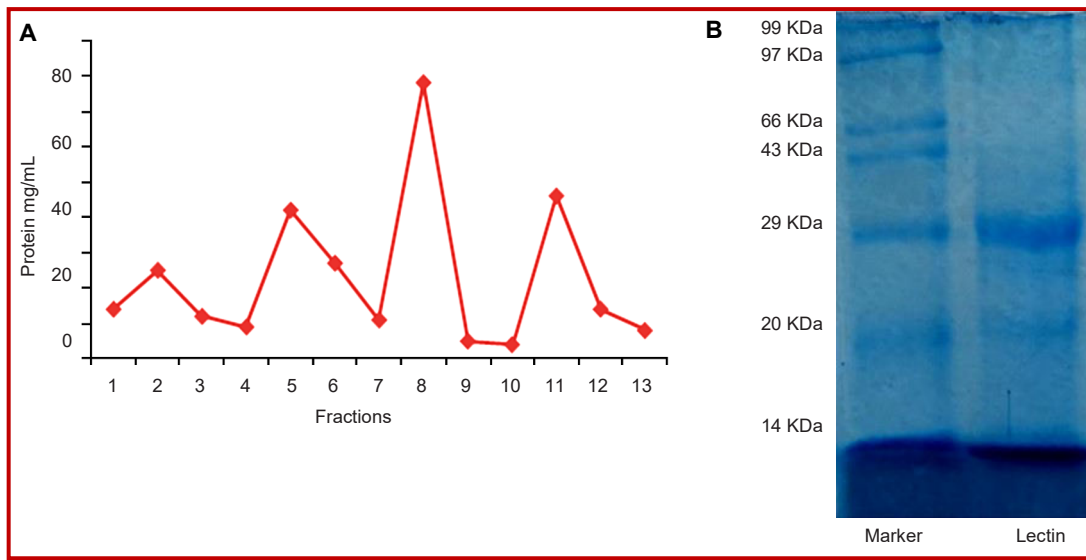 A
Protein mg/mL
80
60
40
20
0
1 2 3 4 5 6 7 8 9 10 11 12 13
Fractions
B
99 KDa
97 KDa
66 KDa
43 KDa
29 KDa
20 KDa
14 KDa
Marker Lectin